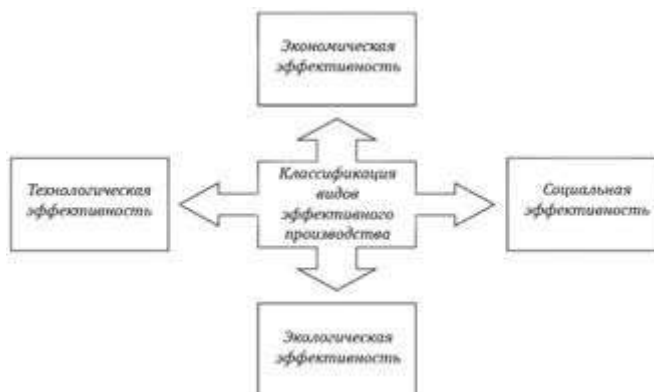 Экономическая
эффективность
Технологическая
эффективность
Классификация
видов
эффективного
производства
Социальная
эффективность
Экологическая
эффективность